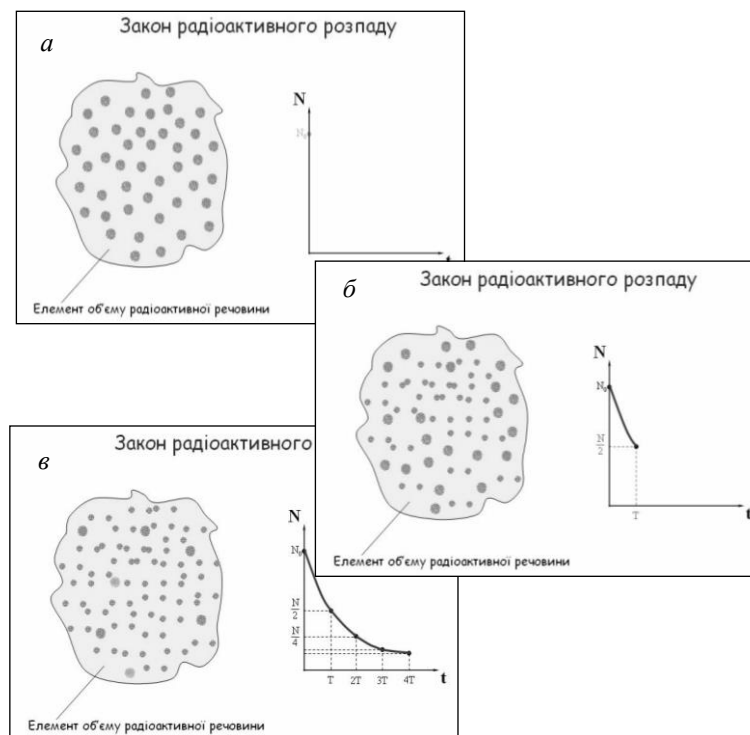 а
Закон радіоактивного розпаду
N
N₀
t
Елемент об'єму радіоактивної речовини
б
Закон радіоактивного розпаду
N
N₀
N/2
T
t
Елемент об'єму радіоактивної речовини
в
Закон радіоактивного
N
N₀
N/2
N/4
T 2T 3T 4T t
Елемент об'єму радіоактивної речовини